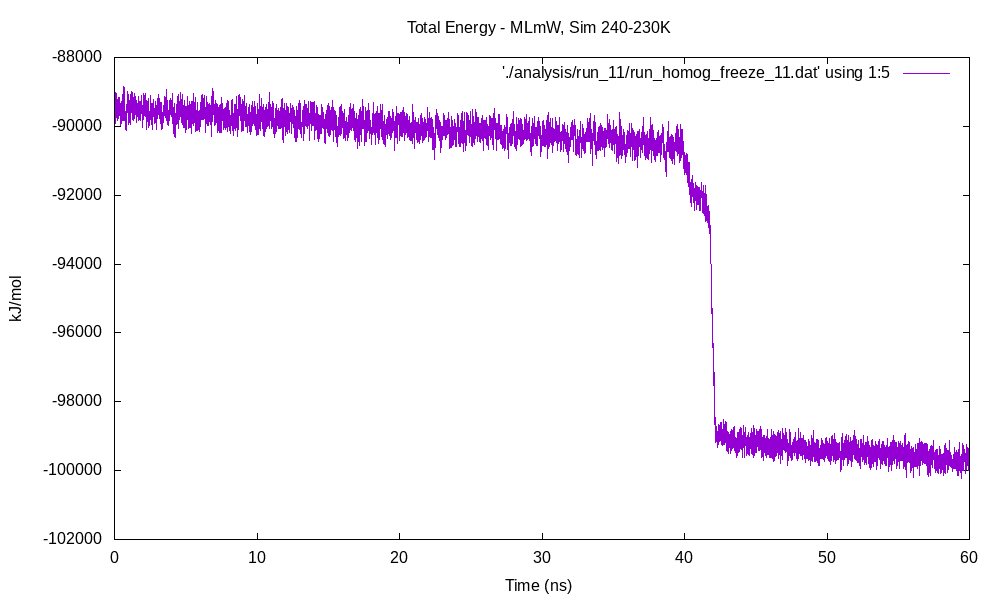 Total Energy - MLmW, Sim 240-230K
'./analysis/run_11/run_homog_freeze_11.dat' using 1:5
-88000
-90000
-92000
-94000
-96000
-98000
-100000
-102000
kJ/mol
0 10 20 30 40 50 60
Time (ns)